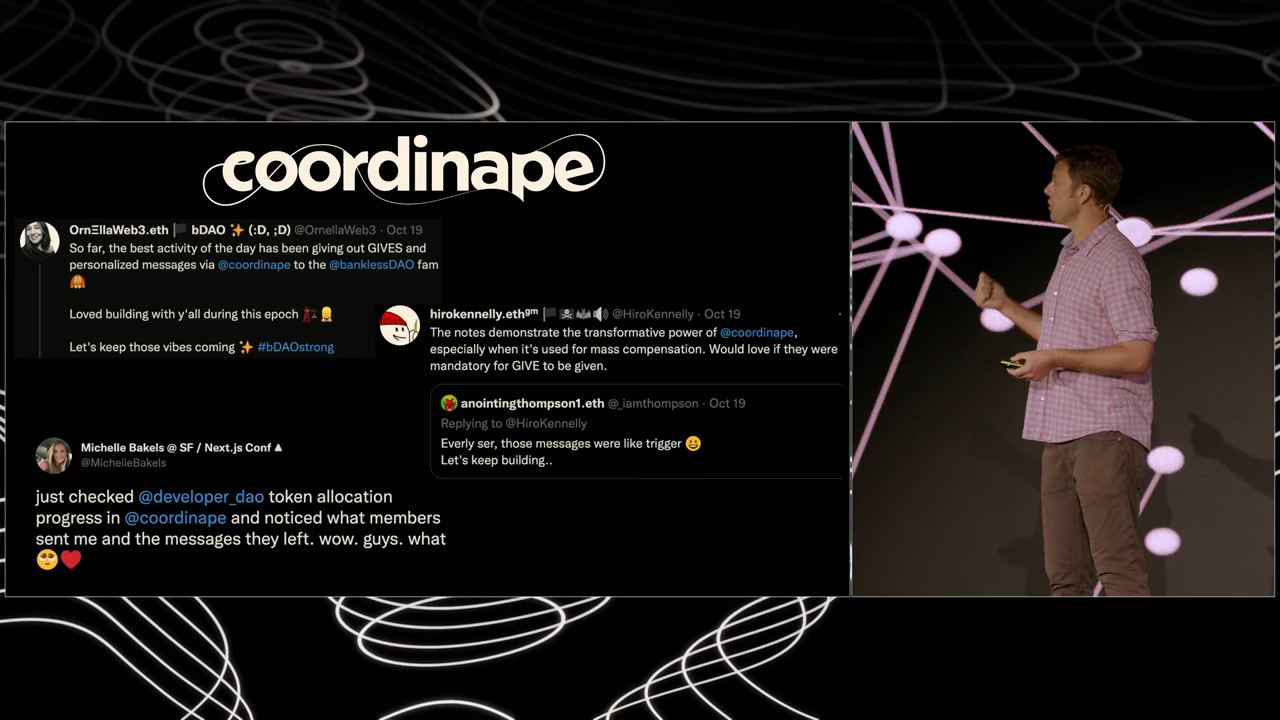 coordinape
OrnΞllaWeb3.eth 🏴 bDAO ✨ (:D, ;D) @OrnellaWeb3 · Oct 19
So far, the best activity of the day has been giving out GIVES and
personalized messages via @coordinape to the @banklessDAO fam
Loved building with y'all during this epoch
Let's keep those vibes coming ✨ #bDAOstrong
hirokennelly.ethᵍᵐ @HiroKennelly · Oct 19
The notes demonstrate the transformative power of @coordinape,
especially when it's used for mass compensation. Would love if they were
mandatory for GIVE to be given.
anointingthompson1.eth @_iamthompson · Oct 19
Replying to @HiroKennelly
Everly ser, those messages were like trigger 😀
Let's keep building..
Michelle Bakels @ SF / Next.js Conf ▲
@MichelleBakels
just checked @developer_dao token allocation
progress in @coordinape and noticed what members
sent me and the messages they left. wow. guys. what
🥺❤️